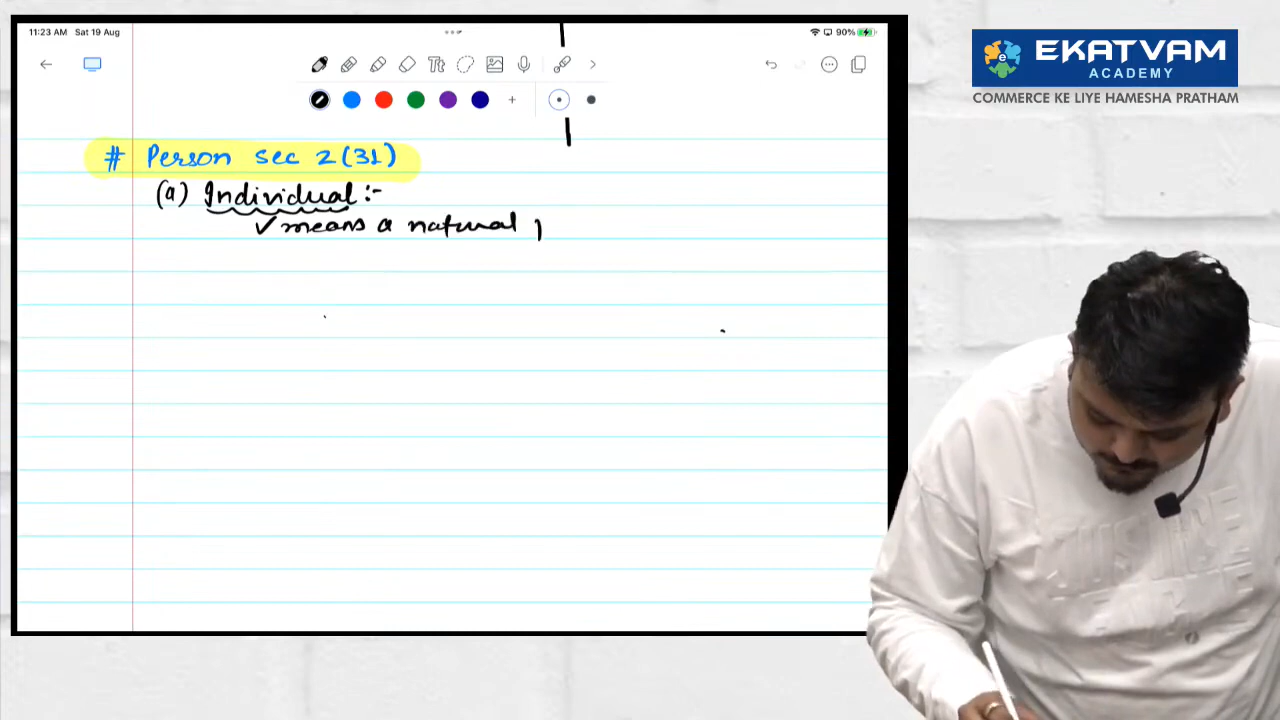 11:23 AM Sat 19 Aug
90%
EKATVAM
ACADEMY
COMMERCE KE LIYE HAMESHA PRATHAM
# Person sec 2(31)
(a) Individual :-
✓ means a natural